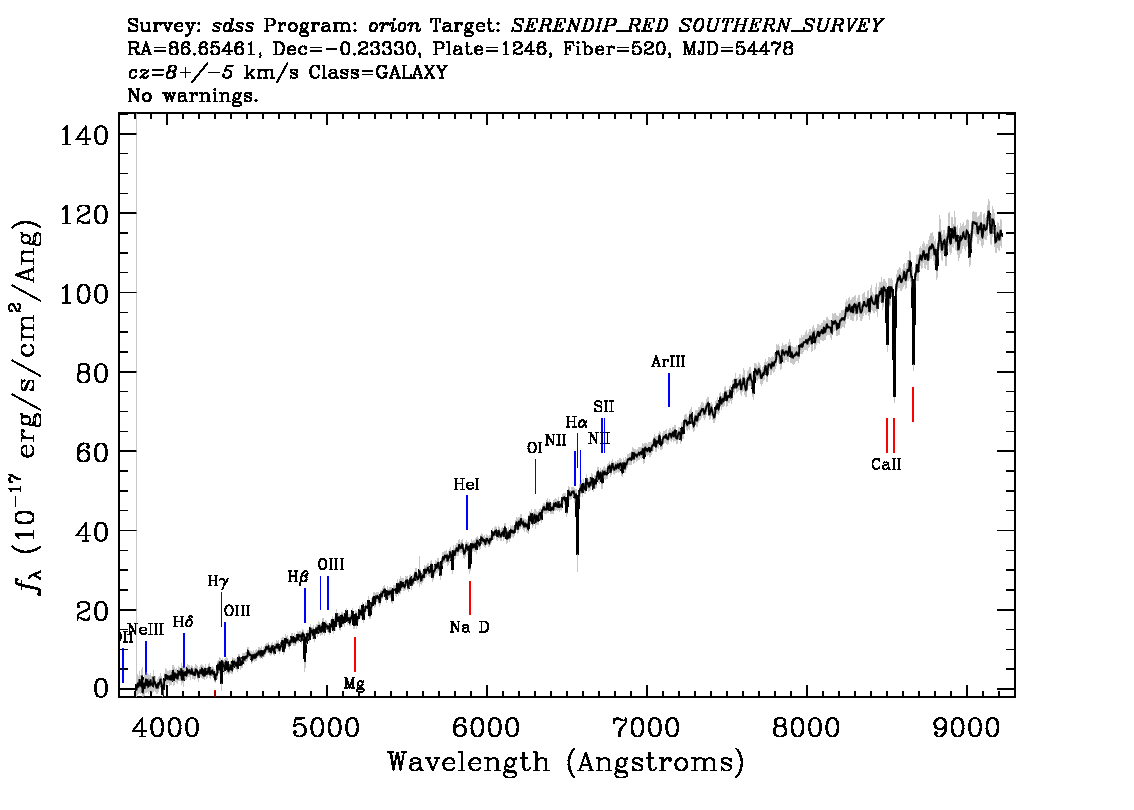 Survey: sdss Program: orion Target: SERENDIP_RED SOUTHERN_SURVEY
RA=86.65461, Dec=−0.23330, Plate=1246, Fiber=520, MJD=54478
cz=8+/−5 km/s Class=GALAXY
No warnings.
140
120
100
80
60
40
20
0
f_λ (10^−17 erg/s/cm^2/Ang)
ArIII
SII
Hα
OI
NII
NII
HeI
CaII
Hβ
OIII
Hγ
OIII
Hδ
NeIII
Na D
Mg
4000 5000 6000 7000 8000 9000
Wavelength (Angstroms)